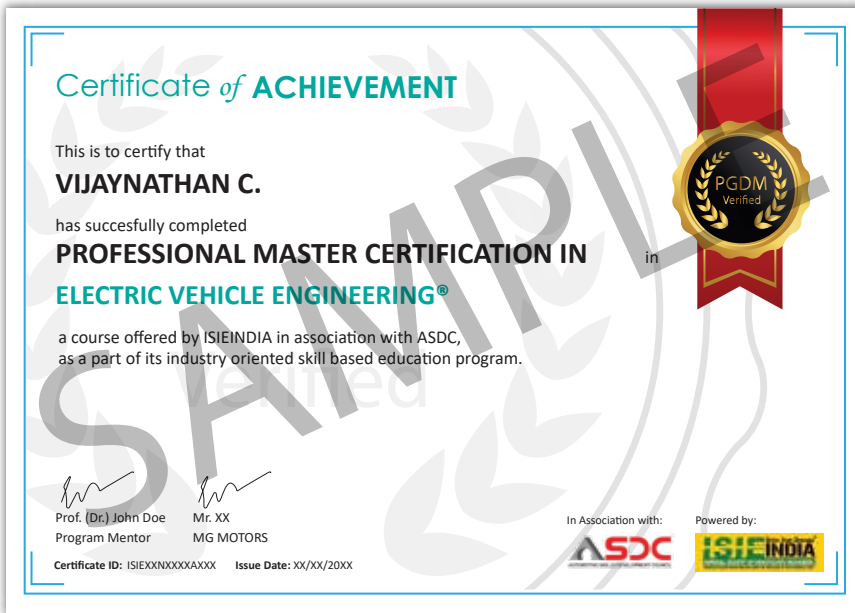 Certificate of ACHIEVEMENT
This is to certify that
VIJAYNATHAN C.
has succesfully completed
PROFESSIONAL MASTER CERTIFICATION IN in
ELECTRIC VEHICLE ENGINEERING®
a course offered by ISIEINDIA in association with ASDC,
as a part of its industry oriented skill based education program.
Verified
SAMPLE
PGDM
Verified
Prof. (Dr.) John Doe Mr. XX
Program Mentor MG MOTORS
Certificate ID: ISIEXXNXXXXAXXX Issue Date: XX/XX/20XX
In Association with: Powered by:
ASDC
ISIEINDIA